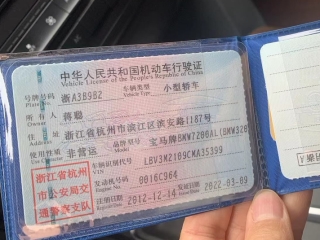 中华人民共和国机动车行驶证
Vehicle License of the People's Republic of China
号牌号码 浙A3B9B2 车辆类型 小型轿车
Plate No. Vehicle Type
所有人 蒋聪
Owner
住址 浙江省杭州市滨江区滨安路1187号
Address
使用性质 非营运 品牌型号 宝马牌BMW7200AL(BMW328
Use Character Model
车辆识别代号 LBV3M2109CMA35399
VIN
浙江省杭州 发动机号码 0016C964
Engine No.
市公安局交
通警察支队 注册日期 2012-12-14 发证日期 2022-03-09
Register Date Issue Date